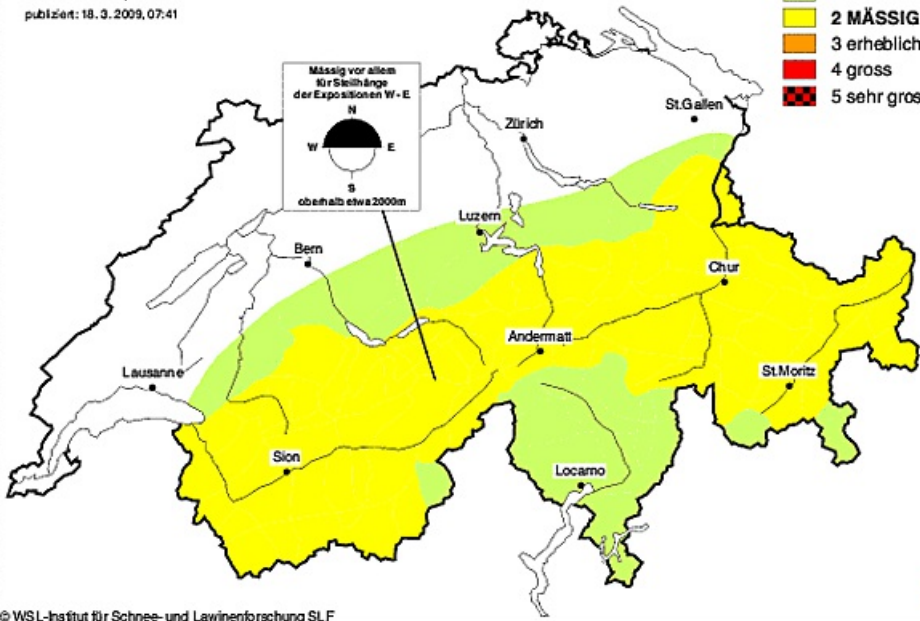 publiziert: 18. 3. 2009, 07:41
2 MÄSSIG
3 erheblich
4 gross
5 sehr gros
Mässig vor allem
für Steilhänge
der Expositionen W - E
N
W E
S
oberhalb etwa 2000m
St.Gallen
Zürich
Luzern
Bern
Chur
Andermatt
Lausanne
St.Moritz
Sion
Locarno
© WSL-Institut für Schnee- und Lawinenforschung SLF